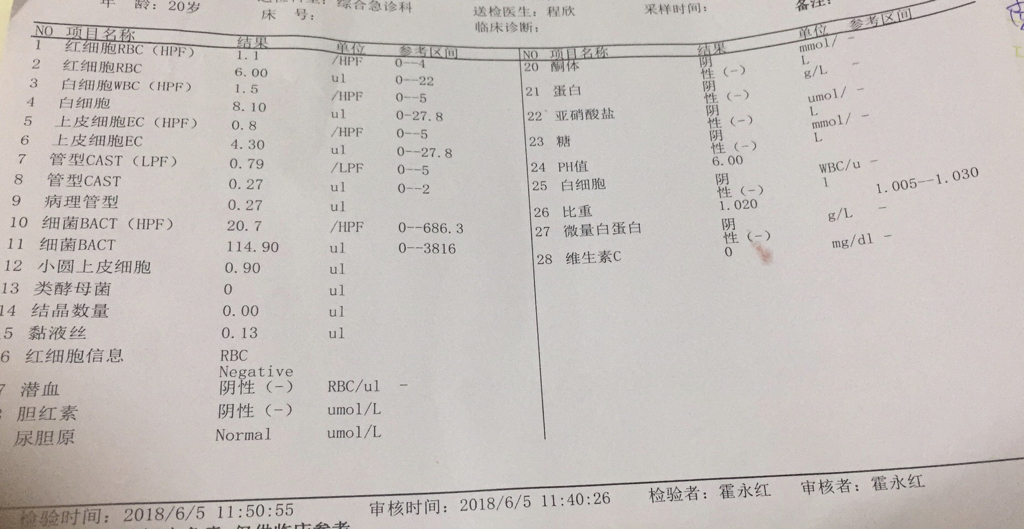 年 龄：20岁
综合急诊科
床 号：
送检医生：程欣
采样时间：
备注：
临床诊断：
NO 项目名称 结果 单位 参考区间
1 红细胞RBC（HPF） 1.1 /HPF 0--4
2 红细胞RBC 6.00 ul 0--22
3 白细胞WBC（HPF） 1.5 /HPF 0--5
4 白细胞 8.10 ul 0-27.8
5 上皮细胞EC（HPF） 0.8 /HPF 0--5
6 上皮细胞EC 4.30 ul 0--27.8
7 管型CAST（LPF） 0.79 /LPF 0--5
8 管型CAST 0.27 ul 0--2
9 病理管型 0.27 ul
10 细菌BACT（HPF） 20.7 /HPF 0--686.3
11 细菌BACT 114.90 ul 0--3816
12 小圆上皮细胞 0.90 ul
13 类酵母菌 0 ul
14 结晶数量 0.00 ul
5 黏液丝 0.13 ul
6 红细胞信息 RBC
Negative
7 潜血 阴性（-） RBC/ul -
胆红素 阴性（-） umol/L
尿胆原 Normal umol/L
NO 项目名称 结果 单位 参考区间
20 酮体 阴 mmol/ -
性（-） L
21 蛋白 阴 g/L -
性（-）
22 亚硝酸盐 阴 umol/ -
性（-） L
23 糖 阴 mmol/ -
性（-） L
24 PH值 6.00
25 白细胞 阴 WBC/u -
性（-） l
26 比重 1.020 1.005--1.030
27 微量白蛋白 阴 g/L -
性（-）
28 维生素C 0 mg/dl -
检验时间：2018/6/5 11:50:55 审核时间：2018/6/5 11:40:26 检验者：霍永红 审核者：霍永红